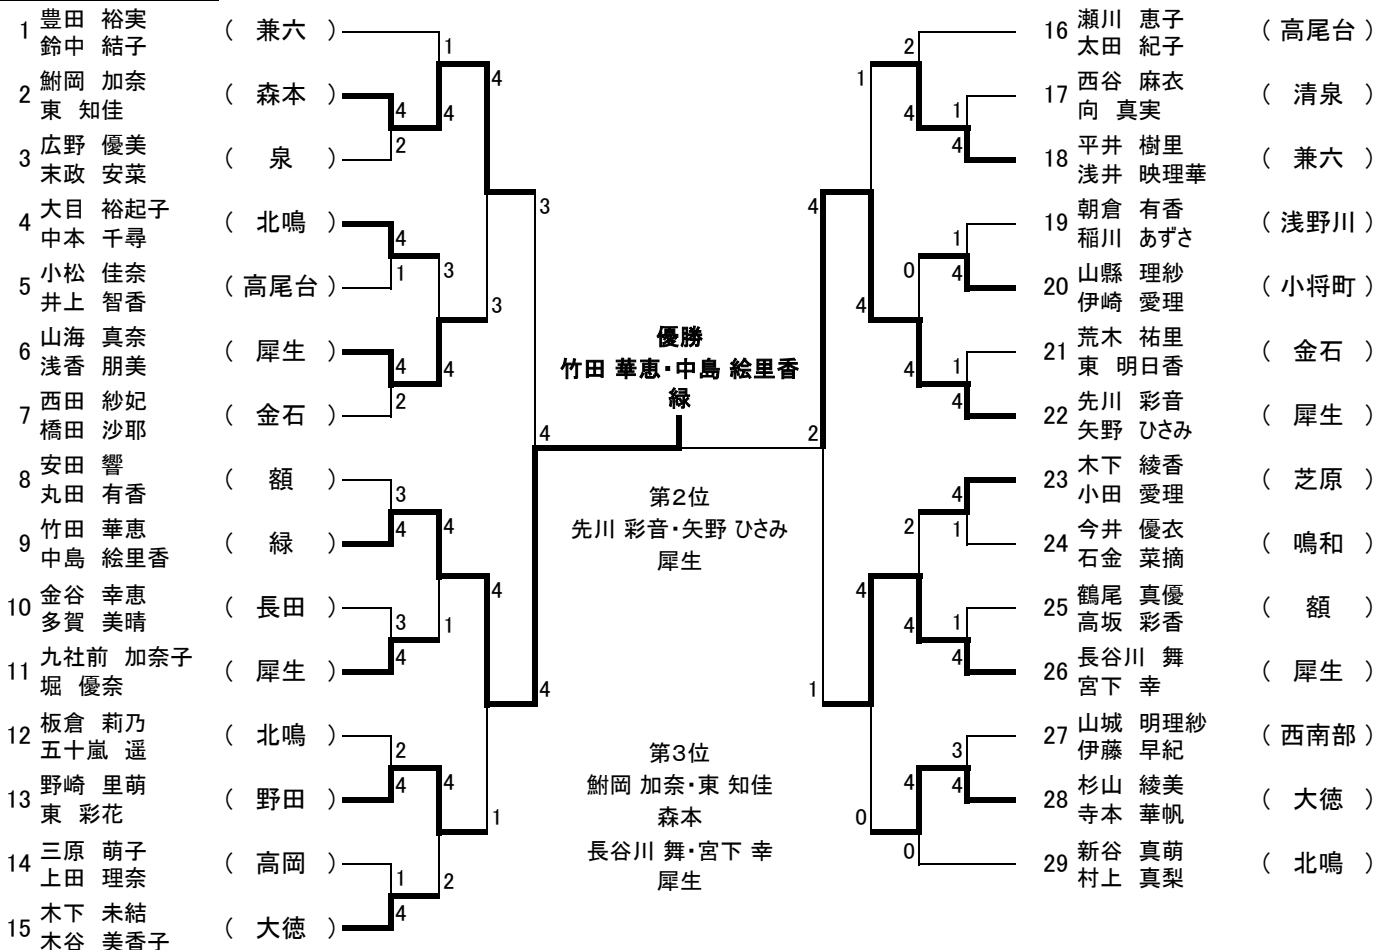 1 豊田 裕実 ( 兼六 )
鈴中 結子
2 鮒岡 加奈 ( 森本 )
東 知佳
3 広野 優美 ( 泉 )
末政 安菜
4 大目 裕起子 ( 北鳴 )
中本 千尋
5 小松 佳奈 ( 高尾台 )
井上 智香
6 山海 真奈 ( 犀生 )
浅香 朋美
7 西田 紗妃 ( 金石 )
橋田 沙耶
8 安田 響 ( 額 )
丸田 有香
9 竹田 華恵 ( 緑 )
中島 絵里香
10 金谷 幸恵 ( 長田 )
多賀 美晴
11 九社前 加奈子 ( 犀生 )
堀 優奈
12 板倉 莉乃 ( 北鳴 )
五十嵐 遥
13 野崎 里萌 ( 野田 )
東 彩花
14 三原 萌子 ( 高岡 )
上田 理奈
15 木下 未結 ( 大徳 )
木谷 美香子
1
4
4
4
2
4
1
3
3
4
4
2
3
3
4
4
4
3
4
1
4
2
4
4
1
1
4
2
4
4
優勝
竹田 華恵・中島 絵里香
緑
第2位
先川 彩音・矢野 ひさみ
犀生
第3位
鮒岡 加奈・東 知佳
森本
長谷川 舞・宮下 幸
犀生
2
1
4
1
4
4
1
0
4
4
4
1
4
2
4
2
1
4
1
4
4
1
3
4
4
0
0
16 瀬川 恵子 ( 高尾台 )
太田 紀子
17 西谷 麻衣 ( 清泉 )
向 真実
18 平井 樹里 ( 兼六 )
浅井 映理華
19 朝倉 有香 ( 浅野川 )
稲川 あずさ
20 山縣 理紗 ( 小将町 )
伊崎 愛理
21 荒木 祐里 ( 金石 )
東 明日香
22 先川 彩音 ( 犀生 )
矢野 ひさみ
23 木下 綾香 ( 芝原 )
小田 愛理
24 今井 優衣 ( 鳴和 )
石金 菜摘
25 鶴尾 真優 ( 額 )
高坂 彩香
26 長谷川 舞 ( 犀生 )
宮下 幸
27 山城 明理紗 ( 西南部 )
伊藤 早紀
28 杉山 綾美 ( 大徳 )
寺本 華帆
29 新谷 真萌 ( 北鳴 )
村上 真梨